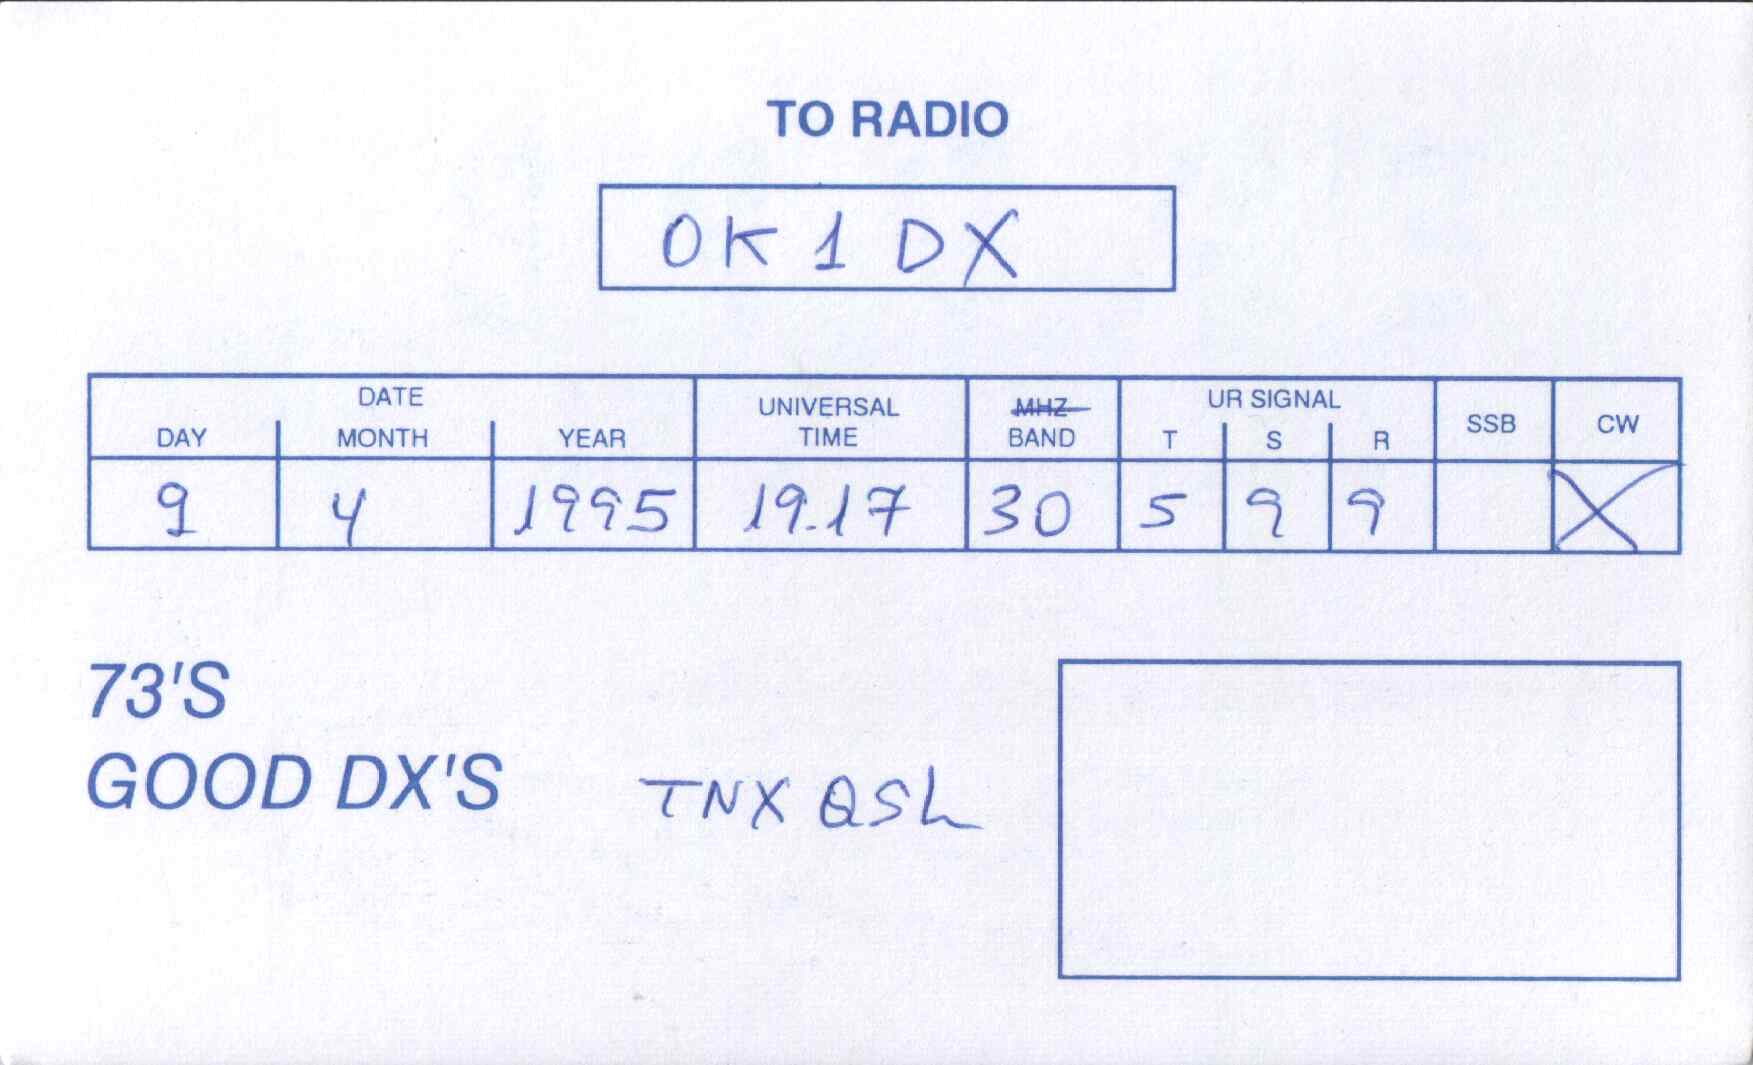 TO RADIO
OK1DX
DATE UNIVERSAL MHZ UR SIGNAL SSB CW
DAY MONTH YEAR TIME BAND T S R
9 4 1995 19.17 30 5 9 9 X
73'S
GOOD DX'S TNX QSL